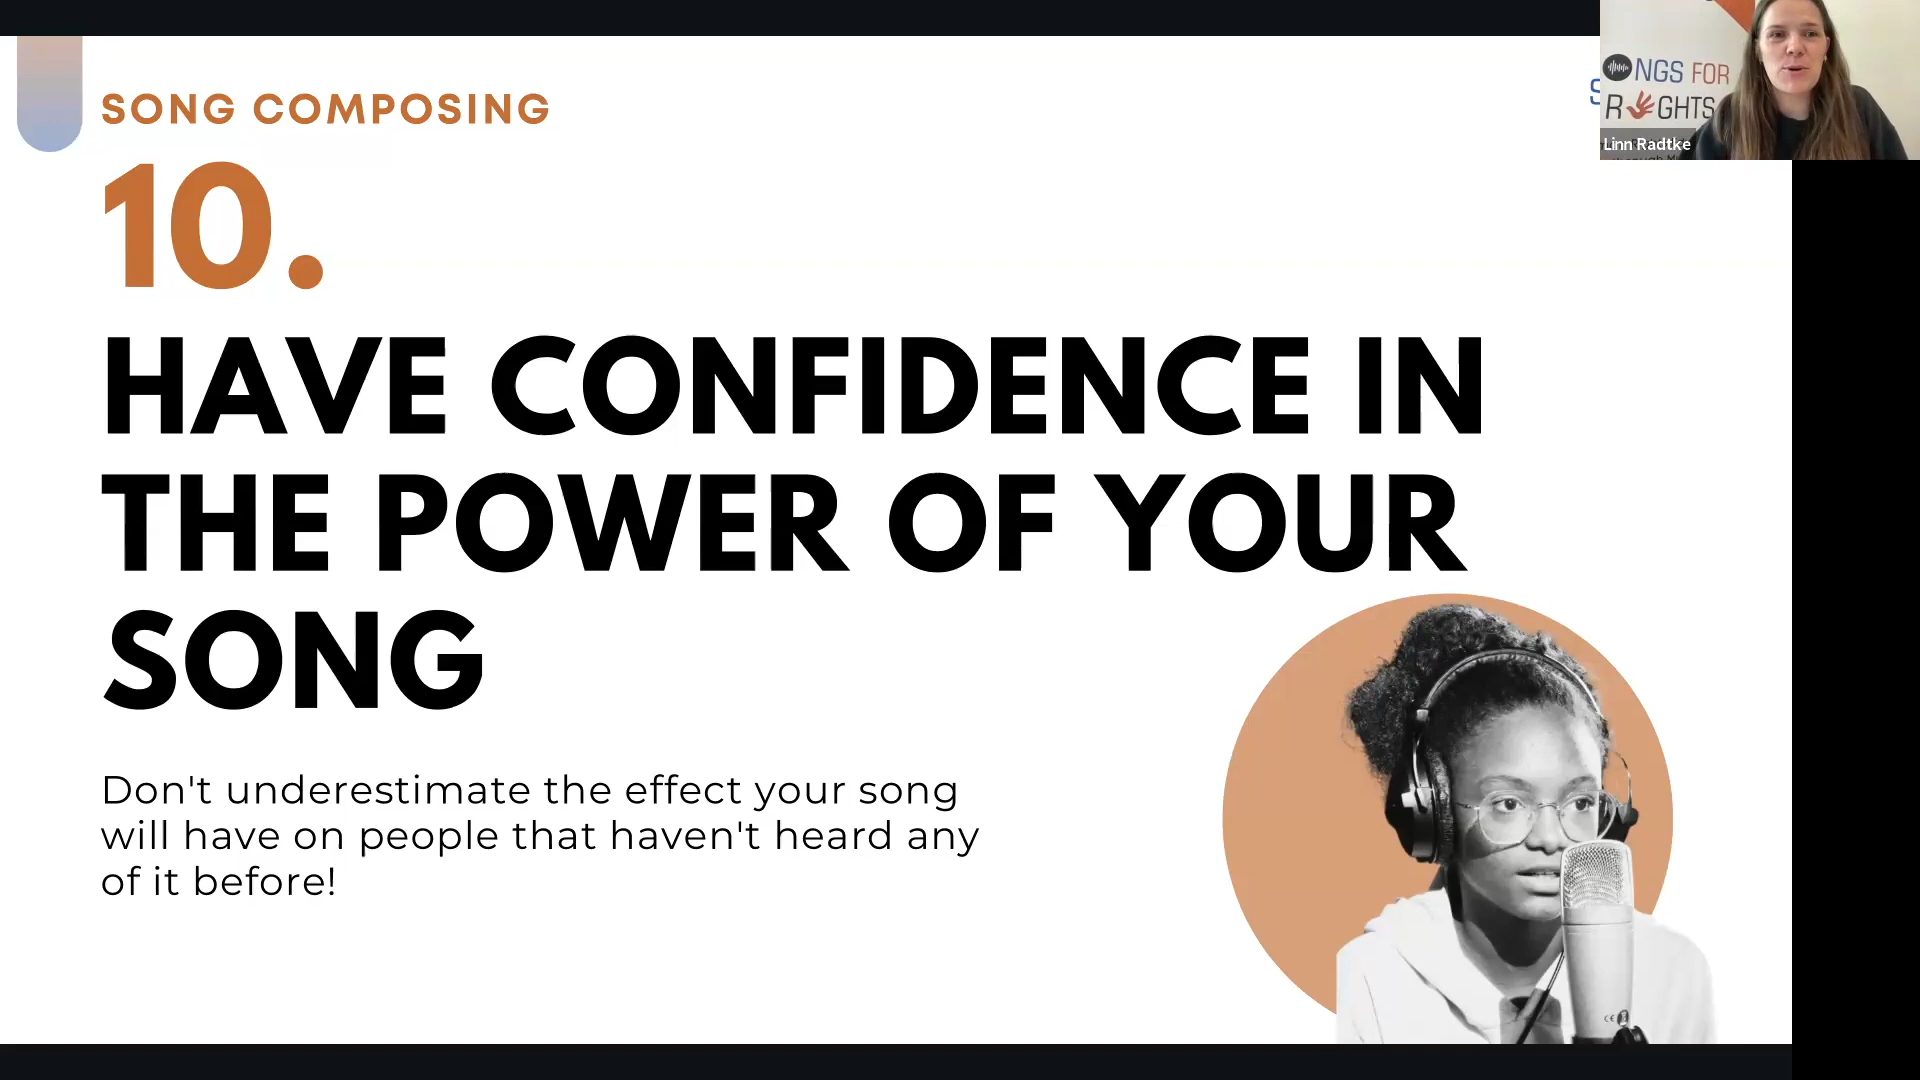 SONG COMPOSING
10.
HAVE CONFIDENCE IN
THE POWER OF YOUR
SONG
Don't underestimate the effect your song
will have on people that haven't heard any
of it before!
S
NGS FOR
R GHTS
Linn Radtke
CE